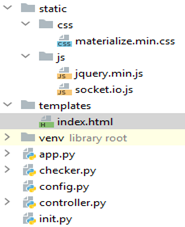 static
css
materialize.min.css
js
jquery.min.js
socket.io.js
templates
index.html
venv library root
app.py
checker.py
config.py
controller.py
init.py